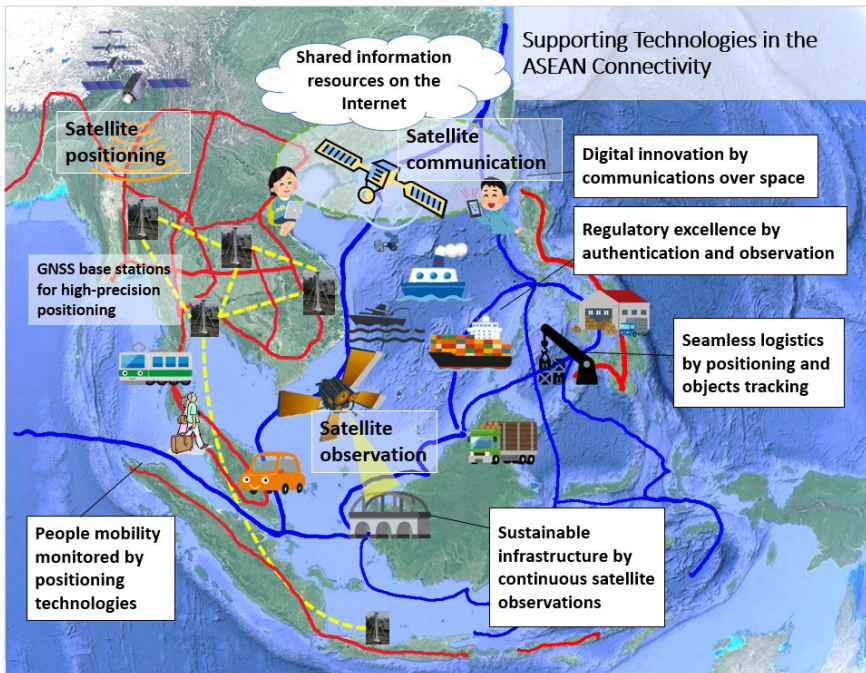 Supporting Technologies in the
ASEAN Connectivity
Shared information
resources on the
Internet
Satellite
positioning
Satellite
communication
Digital innovation by
communications over space
Regulatory excellence by
authentication and observation
GNSS base stations
for high-precision
positioning
Seamless logistics
by positioning and
objects tracking
Satellite
observation
People mobility
monitored by
positioning
technologies
Sustainable
infrastructure by
continuous satellite
observations